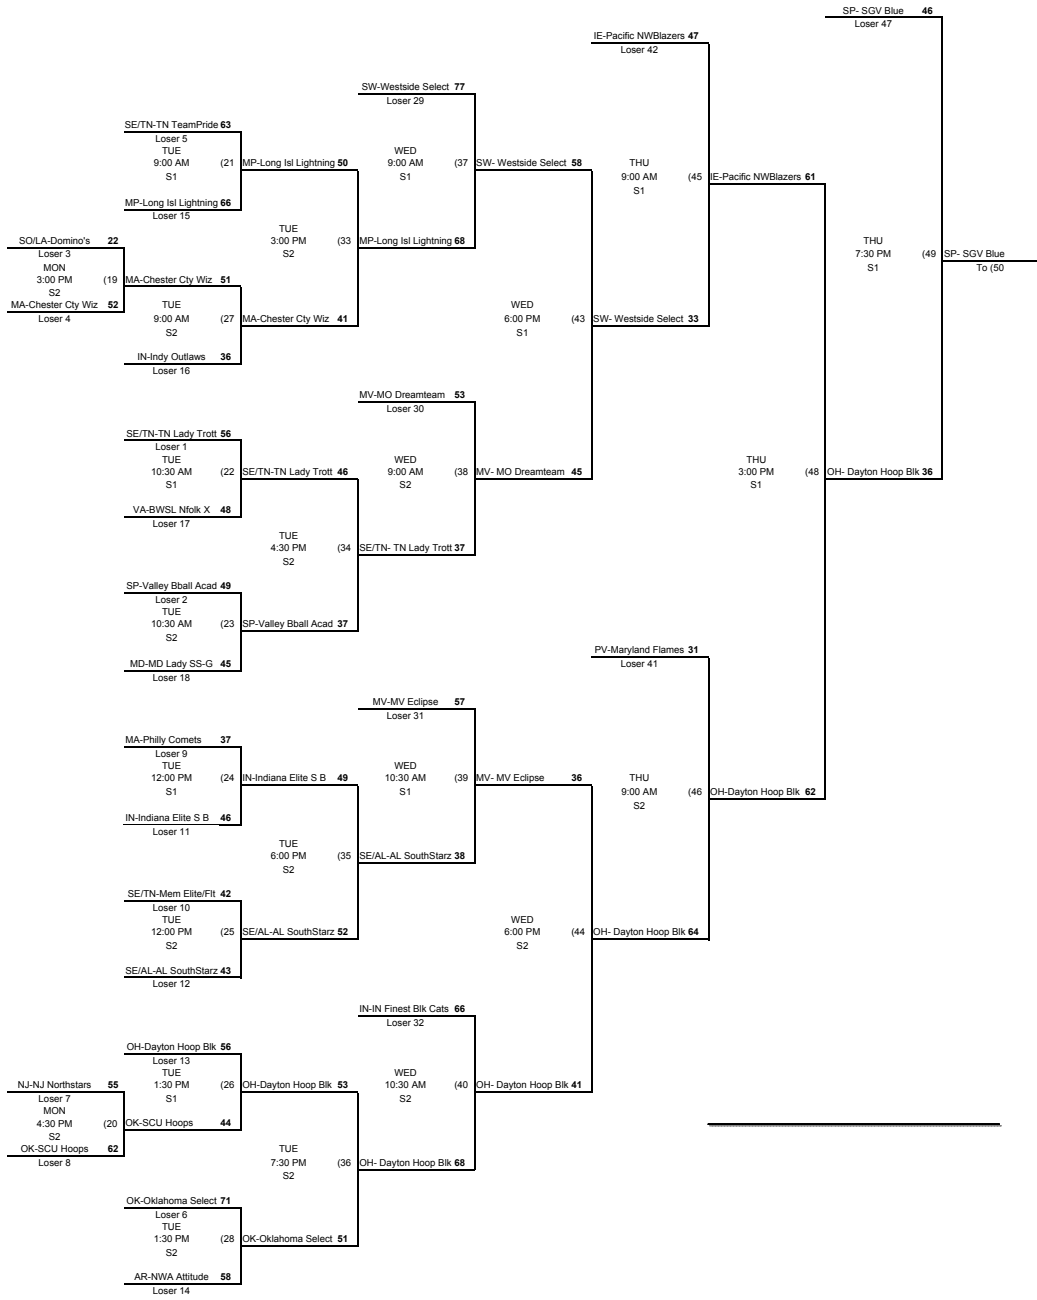 SP- SGV Blue 46
Loser 47
IE-Pacific NWBlazers 47
Loser 42
SW-Westside Select 77
Loser 29
SE/TN-TN TeamPride 63
Loser 5
TUE
9:00 AM (21 MP-Long Isl Lightning 50
S1
WED
9:00 AM (37 SW- Westside Select 58
S1
THU
9:00 AM (45 IE-Pacific NWBlazers 61
S1
MP-Long Isl Lightning 66
Loser 15
TUE
3:00 PM (33 MP-Long Isl Lightning 68
S2
SO/LA-Domino's 22
Loser 3
MON
3:00 PM (19 MA-Chester Cty Wiz 51
S2
MA-Chester Cty Wiz 52
Loser 4
THU
7:30 PM (49 SP- SGV Blue
S1 To (50
TUE
9:00 AM (27 MA-Chester Cty Wiz 41
S2
WED
6:00 PM (43 SW- Westside Select 33
S1
IN-Indy Outlaws 36
Loser 16
MV-MO Dreamteam 53
Loser 30
SE/TN-TN Lady Trott 56
Loser 1
TUE
10:30 AM (22 SE/TN-TN Lady Trott 46
S1
WED
9:00 AM (38 MV- MO Dreamteam 45
S2
THU
3:00 PM (48 OH- Dayton Hoop Blk 36
S1
VA-BWSL Nfolk X 48
Loser 17
TUE
4:30 PM (34 SE/TN- TN Lady Trott 37
S2
SP-Valley Bball Acad 49
Loser 2
TUE
10:30 AM (23 SP-Valley Bball Acad 37
S2
MD-MD Lady SS-G 45
Loser 18
PV-Maryland Flames 31
Loser 41
MV-MV Eclipse 57
Loser 31
MA-Philly Comets 37
Loser 9
TUE
12:00 PM (24 IN-Indiana Elite S B 49
S1
WED
10:30 AM (39 MV- MV Eclipse 36
S1
THU
9:00 AM (46 OH-Dayton Hoop Blk 62
S2
IN-Indiana Elite S B 46
Loser 11
TUE
6:00 PM (35 SE/AL-AL SouthStarz 38
S2
SE/TN-Mem Elite/Flt 42
Loser 10
TUE
12:00 PM (25 SE/AL-AL SouthStarz 52
S2
WED
6:00 PM (44 OH- Dayton Hoop Blk 64
S2
SE/AL-AL SouthStarz 43
Loser 12
IN-IN Finest Blk Cats 66
Loser 32
OH-Dayton Hoop Blk 56
Loser 13
TUE
1:30 PM (26 OH-Dayton Hoop Blk 53
S1
WED
10:30 AM (40 OH- Dayton Hoop Blk 41
S2
NJ-NJ Northstars 55
Loser 7
MON
4:30 PM (20 OK-SCU Hoops 44
S2
OK-SCU Hoops 62
Loser 8
TUE
7:30 PM (36 OH- Dayton Hoop Blk 68
S2
OK-Oklahoma Select 71
Loser 6
TUE
1:30 PM (28 OK-Oklahoma Select 51
S2
AR-NWA Attitude 58
Loser 14